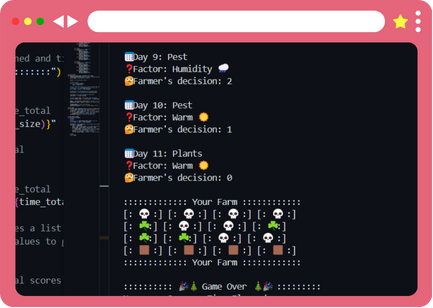 ned and ti
:::::::")
📅Day 9: Pest
❓Factor: Humidity 🌧️
🤔Farmer's decision: 2
📅Day 10: Pest
❓Factor: Warm ☀️
🤔Farmer's decision: 1
📅Day 11: Plants
❓Factor: Warm ☀️
🤔Farmer's decision: 0
e_total
_size)}"
al
e_total
(time_tota
es a list
alues to p
al scores
::::::::::::: Your Farm ::::::::::::
[: 💀 :] [: 💀 :] [: 💀 :] [: 💀 :]
[: ☘️ :] [: 💀 :] [: 💀 :] [: ☘️ :]
[: ☘️ :] [: ☘️ :] [: 💀 :] [: 💀 :]
[: 🟫 :] [: 🟫 :] [: 🟫 :] [: 🟫 :]
::::::::::::: Your Farm ::::::::::::
:::::::::: 🎉🎄 Game Over 🎄🎉 :::::::::